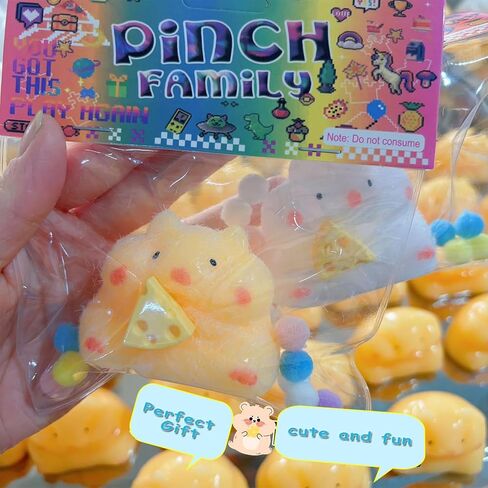 PiNCH
FAMILY
YOU
GOT
THIS
PLAY AGAIN
Note: Do not consume
Perfect
Gift
cute and fun